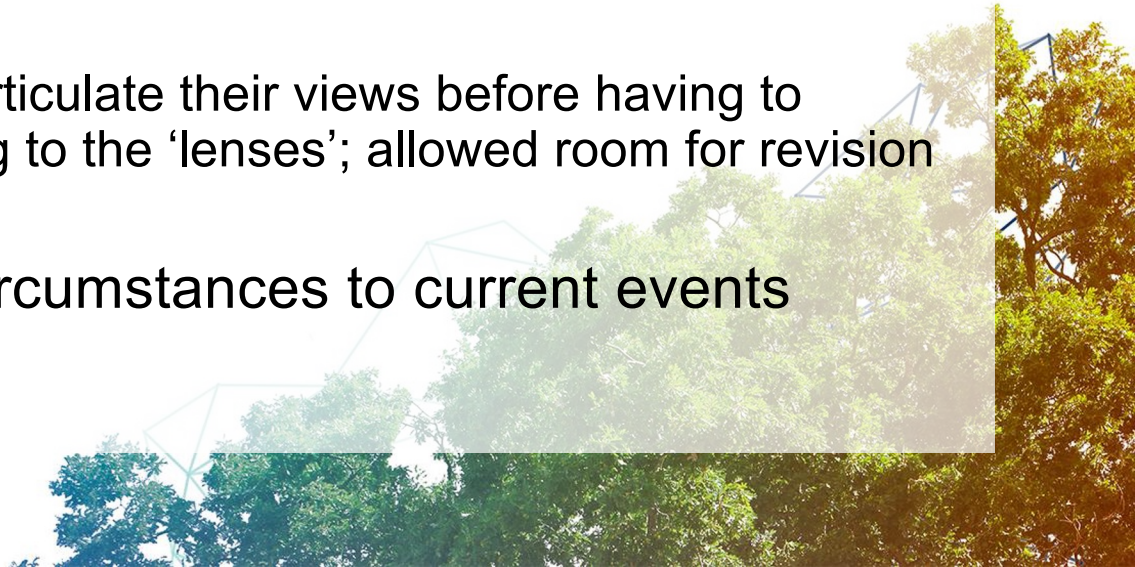 rticulate their views before having to
g to the ‘lenses’; allowed room for revision
rcumstances to current events